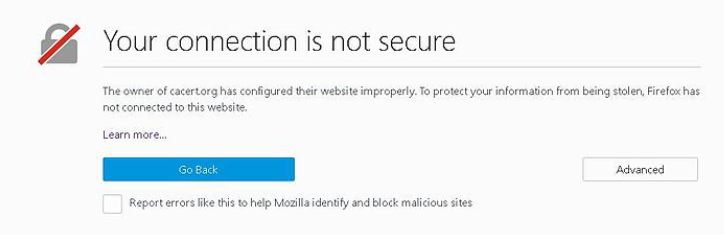 Your connection is not secure
The owner of cacert.org has configured their website improperly. To protect your information from being stolen, Firefox has
not connected to this website.
Learn more...
Go Back
Advanced
Report errors like this to help Mozilla identify and block malicious sites